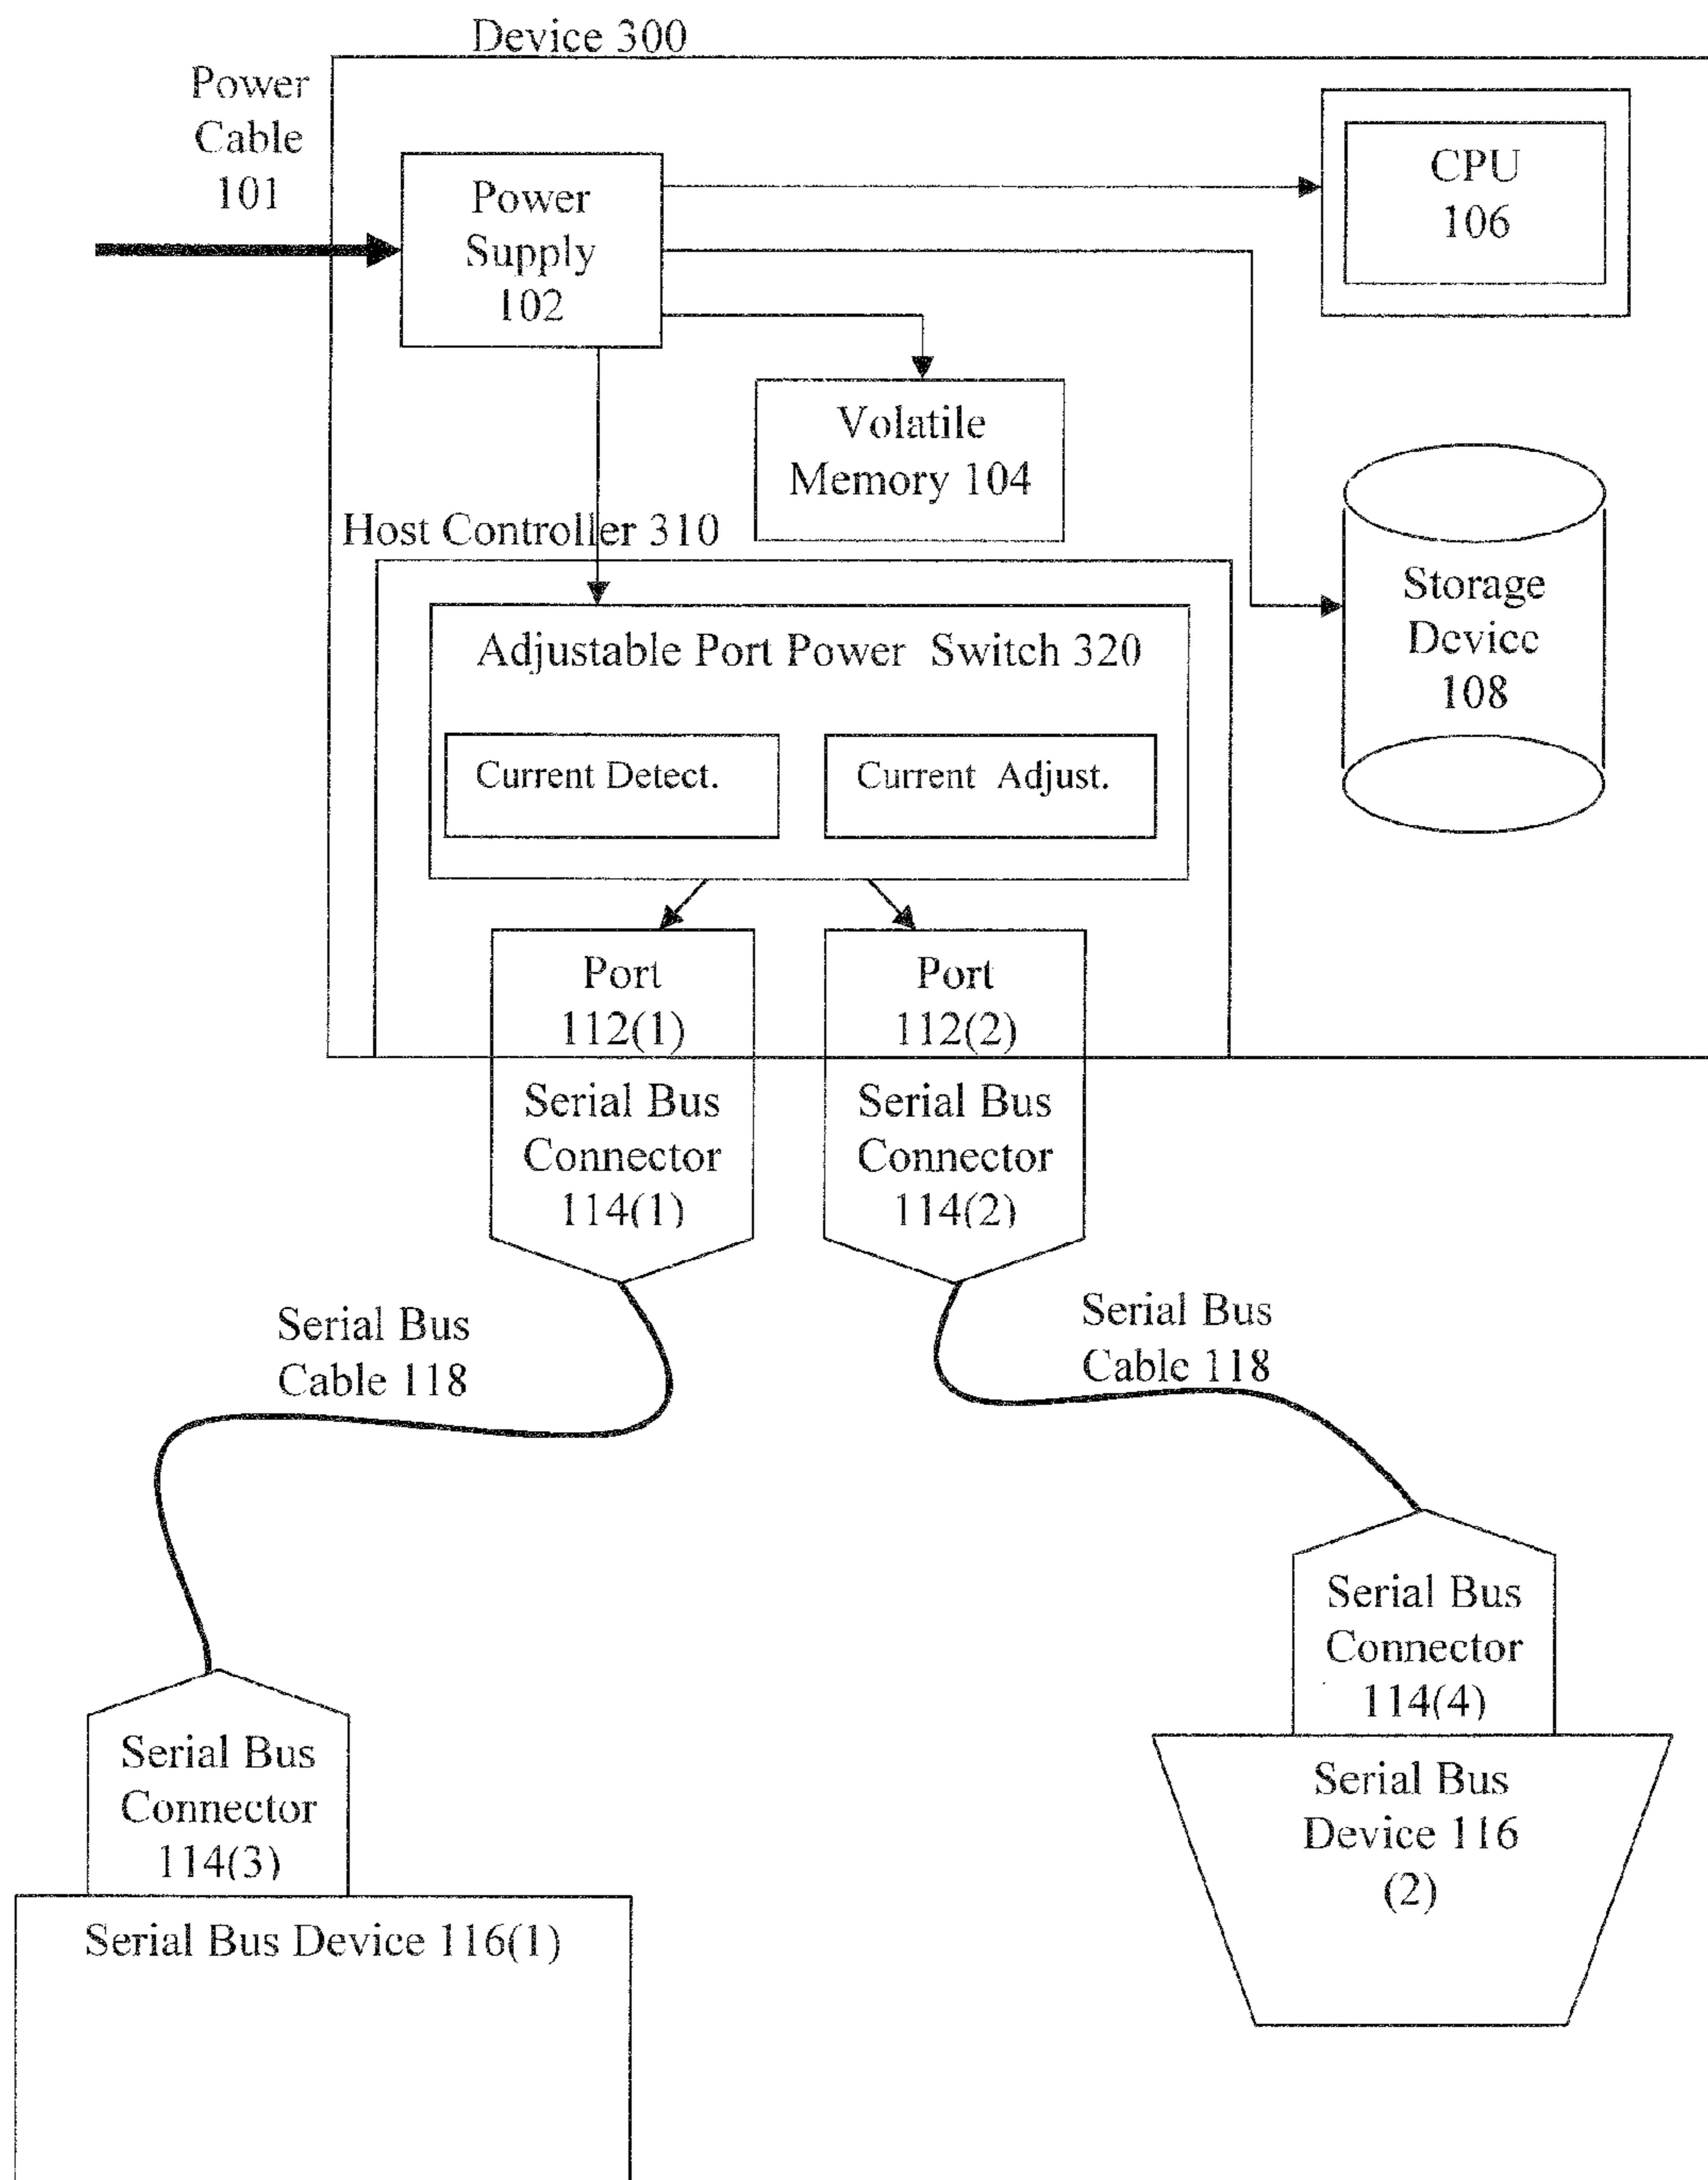 Device 300
Power
Cable
101
Power
Supply
102
CPU
106
Volatile
Memory 104
Host Controller 310
Storage
Device
108
Adjustable Port Power Switch 320
Current Detect.
Current Adjust.
Port
112(1)
Port
112(2)
Serial Bus
Connector
114(1)
Serial Bus
Connector
114(2)
Serial Bus
Cable 118
Serial Bus
Cable 118
Serial Bus
Connector
114(4)
Serial Bus
Connector
114(3)
Serial Bus
Device 116
(2)
Serial Bus Device 116(1)